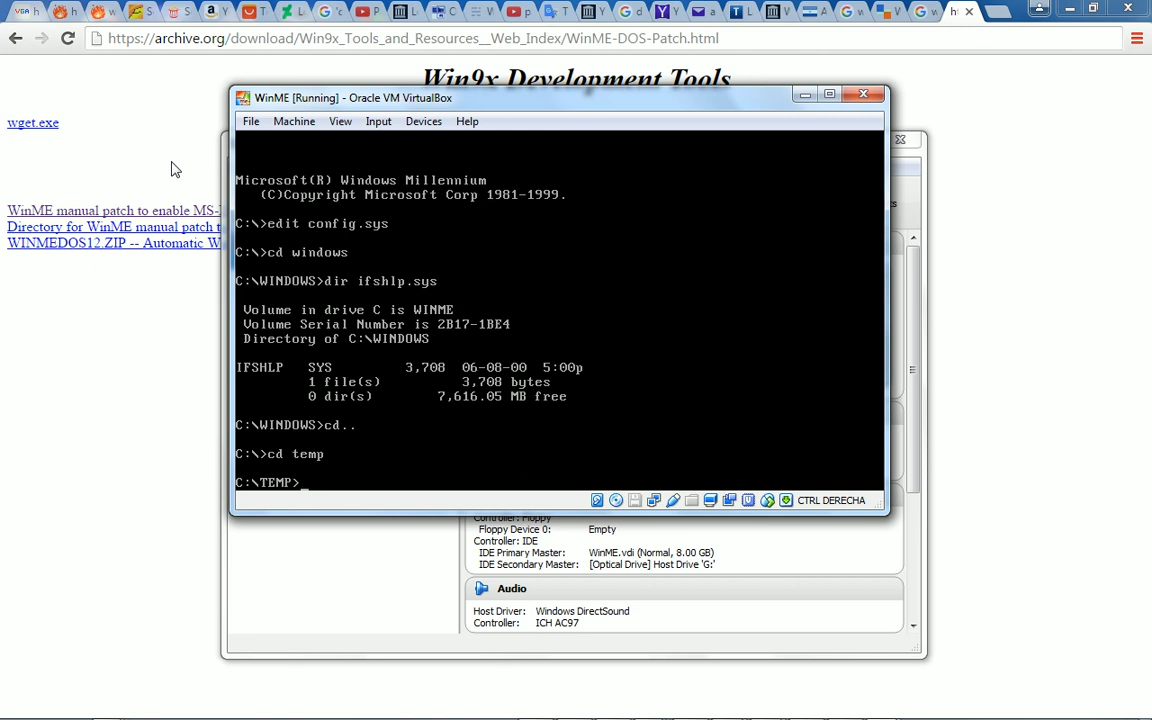 VGA h
h
w
S
S
a Y
T
L
'c
P
L
C
W
p
T
Y
d
Y
a
L
V
A
w
V
w
h
https://archive.org/download/Win9x_Tools_and_Resources__Web_Index/WinME-DOS-Patch.html
Win9x Development Tools
wget.exe
WinME manual patch to enable MS-
Directory for WinME manual patch t
WINMEDOS12.ZIP -- Automatic W
WinME [Running] - Oracle VM VirtualBox
File Machine View Input Devices Help
Microsoft(R) Windows Millennium
(C)Copyright Microsoft Corp 1981-1999.
C:\>edit config.sys
C:\>cd windows
C:\WINDOWS>dir ifshlp.sys
Volume in drive C is WINME
Volume Serial Number is 2B17-1BE4
Directory of C:\WINDOWS
IFSHLP SYS 3,708 06-08-00 5:00p
1 file(s) 3,708 bytes
0 dir(s) 7,616.05 MB free
C:\WINDOWS>cd..
C:\>cd temp
C:\TEMP>_
CTRL DERECHA
Controller: Floppy
Floppy Device 0: Empty
Controller: IDE
IDE Primary Master: WinME.vdi (Normal, 8.00 GB)
IDE Secondary Master: [Optical Drive] Host Drive 'G:'
Audio
Host Driver: Windows DirectSound
Controller: ICH AC97